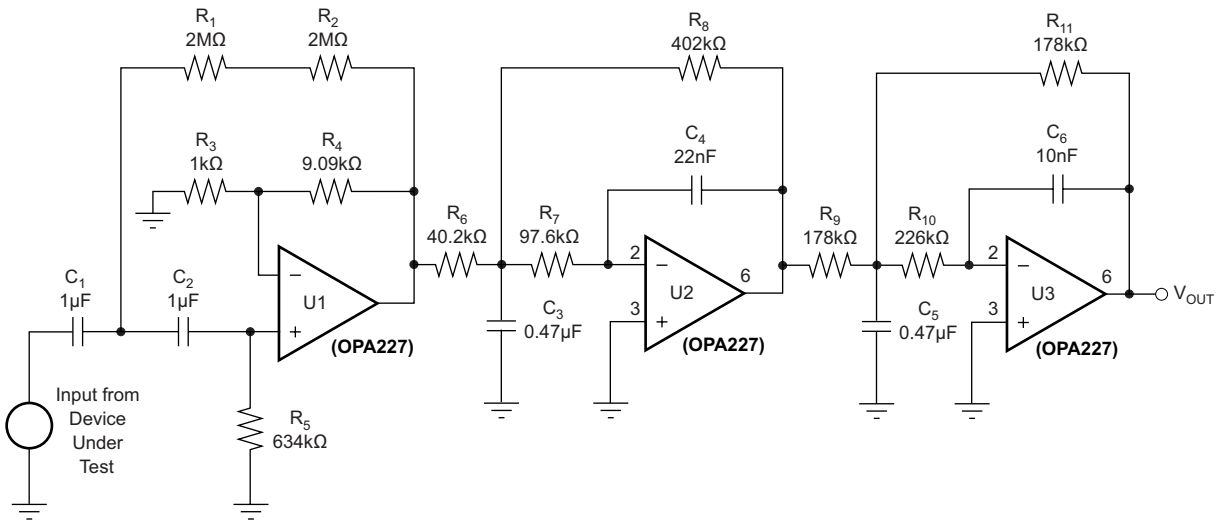 R1
2MΩ
R2
2MΩ
R8
402kΩ
R11
178kΩ
R3
1kΩ
R4
9.09kΩ
C4
22nF
C6
10nF
R6
40.2kΩ
R7
97.6kΩ
R9
178kΩ
R10
226kΩ
C1
1µF
C2
1µF
−
+
U1
(OPA227)
2
3
−
+
6
U2
(OPA227)
2
3
−
+
6
U3
(OPA227)
VOUT
C3
0.47µF
C5
0.47µF
Input from
Device
Under
Test
R5
634kΩ